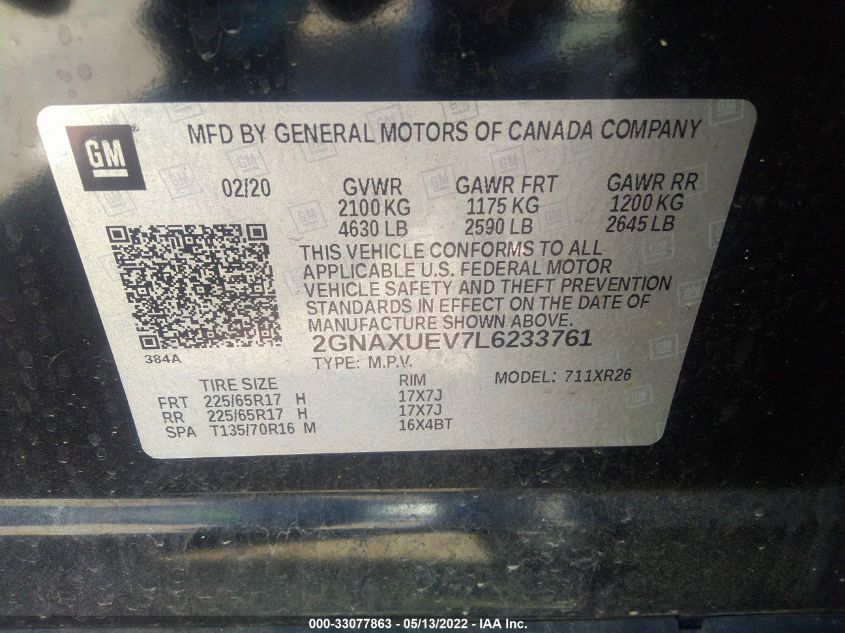 GM
MFD BY GENERAL MOTORS OF CANADA COMPANY
02/20 GVWR GAWR FRT GAWR RR
2100 KG 1175 KG 1200 KG
4630 LB 2590 LB 2645 LB
THIS VEHICLE CONFORMS TO ALL
APPLICABLE U.S. FEDERAL MOTOR
VEHICLE SAFETY AND THEFT PREVENTION
STANDARDS IN EFFECT ON THE DATE OF
MANUFACTURE SHOWN ABOVE.
384A 2GNAXUEV7L6233761
TYPE: M.P.V. MODEL: 711XR26
TIRE SIZE RIM
FRT 225/65R17 H 17X7J
RR 225/65R17 H 17X7J
SPA T135/70R16 M 16X4BT
000-33077863 - 05/13/2022 - IAA Inc.